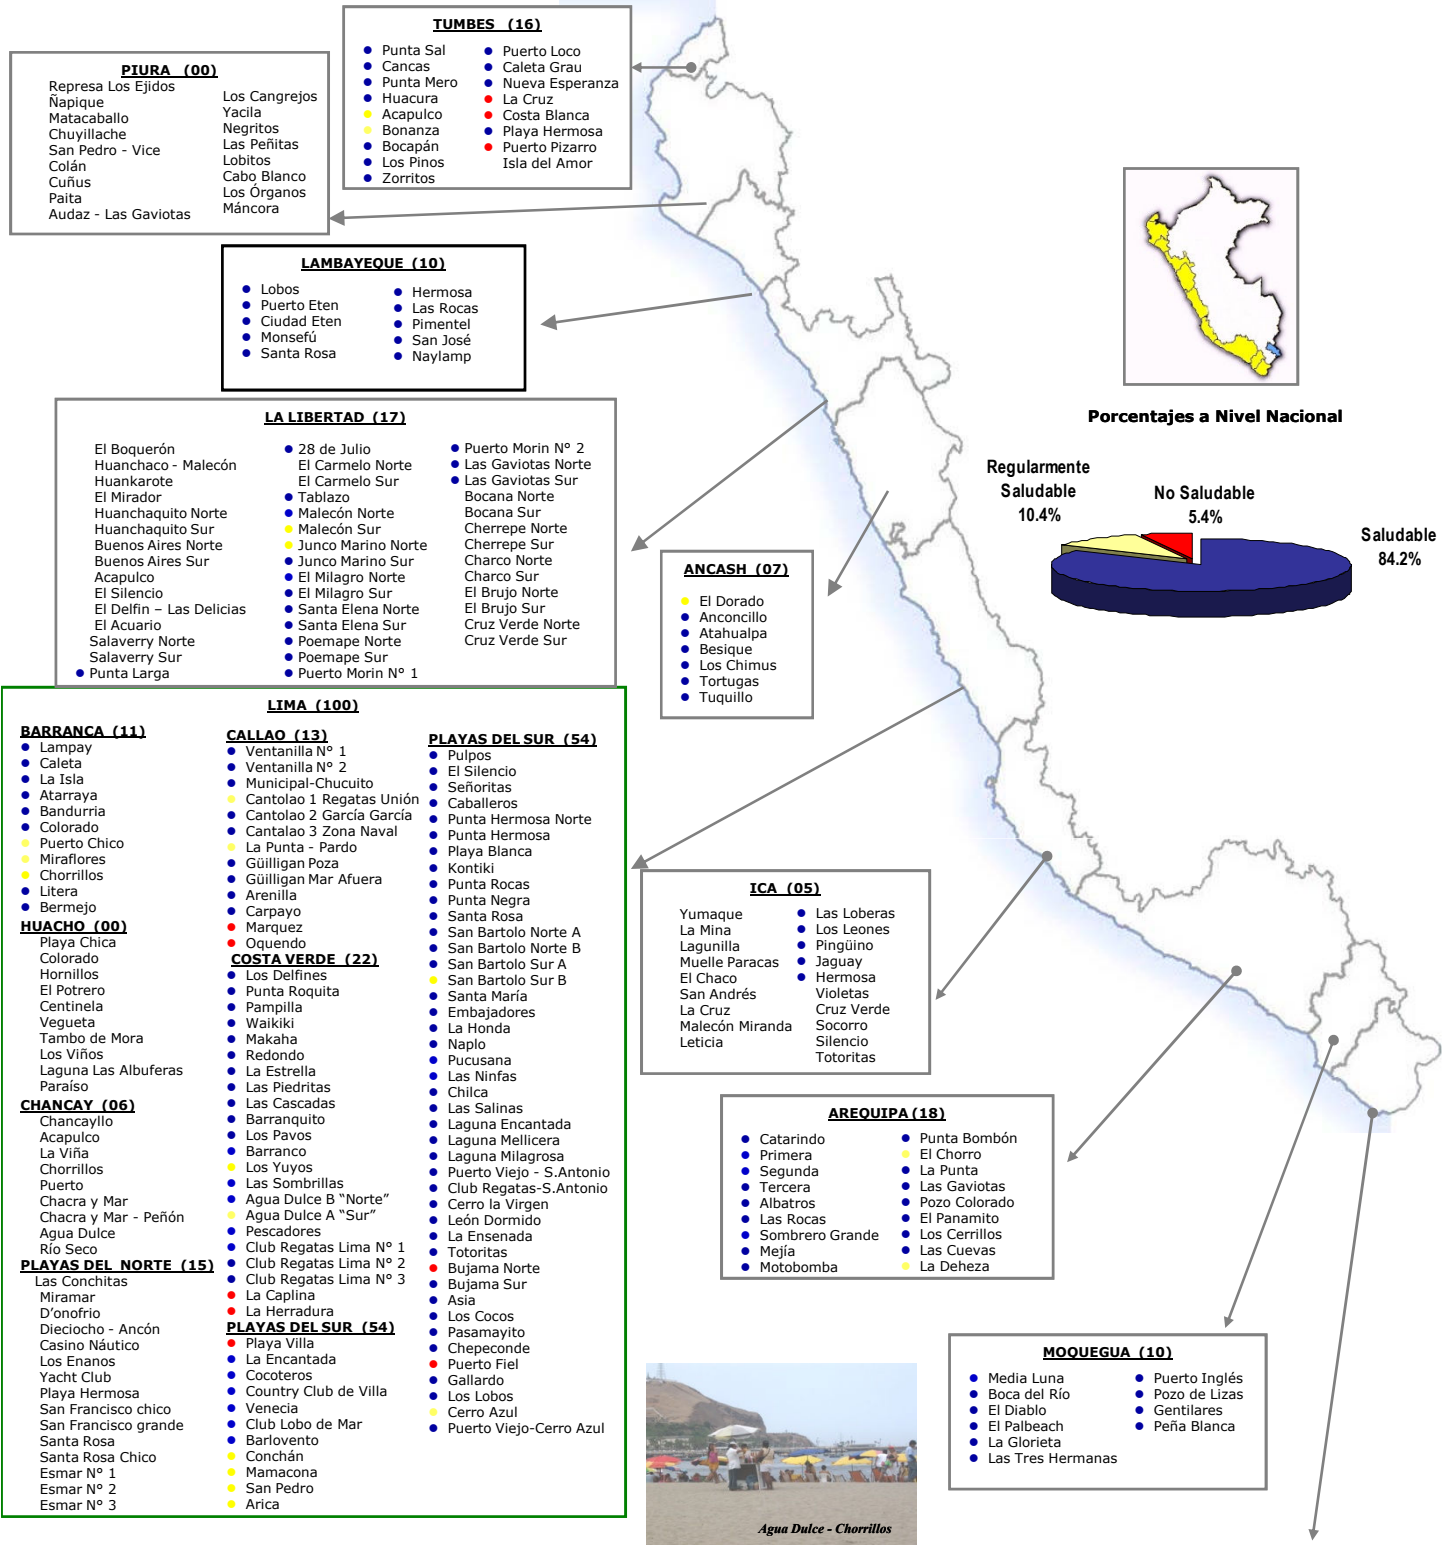 TUMBES (16)
Punta Sal
Cancas
Punta Mero
Huacura
Acapulco
Bonanza
Bocapán
Los Pinos
Zorritos
Puerto Loco
Caleta Grau
Nueva Esperanza
La Cruz
Costa Blanca
Playa Hermosa
Puerto Pizarro
Isla del Amor
PIURA (00)
Represa Los Ejidos
Ñapique
Matacaballo
Chuyillache
San Pedro - Vice
Colán
Cuñus
Paita
Audaz - Las Gaviotas
Los Cangrejos
Yacila
Negritos
Las Peñitas
Lobitos
Cabo Blanco
Los Órganos
Máncora
LAMBAYEQUE (10)
Lobos
Puerto Eten
Ciudad Eten
Monsefú
Santa Rosa
Hermosa
Las Rocas
Pimentel
San José
Naylamp
Porcentajes a Nivel Nacional
Regularmente
Saludable
10.4%
No Saludable
5.4%
Saludable
84.2%
LA LIBERTAD (17)
El Boquerón
Huanchaco - Malecón
Huankarote
El Mirador
Huanchaquito Norte
Huanchaquito Sur
Buenos Aires Norte
Buenos Aires Sur
Acapulco
El Silencio
El Delfin – Las Delicias
El Acuario
Salaverry Norte
Salaverry Sur
Punta Larga
28 de Julio
El Carmelo Norte
El Carmelo Sur
Tablazo
Malecón Norte
Malecón Sur
Junco Marino Norte
Junco Marino Sur
El Milagro Norte
El Milagro Sur
Santa Elena Norte
Santa Elena Sur
Poemape Norte
Poemape Sur
Puerto Morin N° 1
Puerto Morin N° 2
Las Gaviotas Norte
Las Gaviotas Sur
Bocana Norte
Bocana Sur
Cherrepe Norte
Cherrepe Sur
Charco Norte
Charco Sur
El Brujo Norte
El Brujo Sur
Cruz Verde Norte
Cruz Verde Sur
ANCASH (07)
El Dorado
Anconcillo
Atahualpa
Besique
Los Chimus
Tortugas
Tuquillo
LIMA (100)
BARRANCA (11)
Lampay
Caleta
La Isla
Atarraya
Bandurria
Colorado
Puerto Chico
Miraflores
Chorrillos
Litera
Bermejo
HUACHO (00)
Playa Chica
Colorado
Hornillos
El Potrero
Centinela
Vegueta
Tambo de Mora
Los Viños
Laguna Las Albuferas
Paraíso
CHANCAY (06)
Chancayllo
Acapulco
La Viña
Chorrillos
Puerto
Chacra y Mar
Chacra y Mar - Peñón
Agua Dulce
Río Seco
PLAYAS DEL NORTE (15)
Las Conchitas
Miramar
D'onofrio
Dieciocho - Ancón
Casino Náutico
Los Enanos
Yacht Club
Playa Hermosa
San Francisco chico
San Francisco grande
Santa Rosa
Santa Rosa Chico
Esmar N° 1
Esmar N° 2
Esmar N° 3
CALLAO (13)
Ventanilla N° 1
Ventanilla N° 2
Municipal-Chucuito
Cantolao 1 Regatas Unión
Cantolao 2 García García
Cantalao 3 Zona Naval
La Punta - Pardo
Güilligan Poza
Güilligan Mar Afuera
Arenilla
Carpayo
Marquez
Oquendo
COSTA VERDE (22)
Los Delfines
Punta Roquita
Pampilla
Waikiki
Makaha
Redondo
La Estrella
Las Piedritas
Las Cascadas
Barranquito
Los Pavos
Barranco
Los Yuyos
Las Sombrillas
Agua Dulce B “Norte”
Agua Dulce A “Sur”
Pescadores
Club Regatas Lima N° 1
Club Regatas Lima N° 2
Club Regatas Lima N° 3
La Caplina
La Herradura
PLAYAS DEL SUR (54)
Playa Villa
La Encantada
Cocoteros
Country Club de Villa
Venecia
Club Lobo de Mar
Barlovento
Conchán
Mamacona
San Pedro
Arica
PLAYAS DEL SUR (54)
Pulpos
El Silencio
Señoritas
Caballeros
Punta Hermosa Norte
Punta Hermosa
Playa Blanca
Kontiki
Punta Rocas
Punta Negra
Santa Rosa
San Bartolo Norte A
San Bartolo Norte B
San Bartolo Sur A
San Bartolo Sur B
Santa María
Embajadores
La Honda
Naplo
Pucusana
Las Ninfas
Chilca
Las Salinas
Laguna Encantada
Laguna Mellicera
Laguna Milagrosa
Puerto Viejo - S.Antonio
Club Regatas-S.Antonio
Cerro la Virgen
León Dormido
La Ensenada
Totoritas
Bujama Norte
Bujama Sur
Asia
Los Cocos
Pasamayito
Chepeconde
Puerto Fiel
Gallardo
Los Lobos
Cerro Azul
Puerto Viejo-Cerro Azul
ICA (05)
Yumaque
La Mina
Lagunilla
Muelle Paracas
El Chaco
San Andrés
La Cruz
Malecón Miranda
Leticia
Las Loberas
Los Leones
Pingüino
Jaguay
Hermosa
Violetas
Cruz Verde
Socorro
Silencio
Totoritas
AREQUIPA (18)
Catarindo
Primera
Segunda
Tercera
Albatros
Las Rocas
Sombrero Grande
Mejía
Motobomba
Punta Bombón
El Chorro
La Punta
Las Gaviotas
Pozo Colorado
El Panamito
Los Cerrillos
Las Cuevas
La Deheza
MOQUEGUA (10)
Media Luna
Boca del Río
El Diablo
El Palbeach
La Glorieta
Las Tres Hermanas
Puerto Inglés
Pozo de Lizas
Gentilares
Peña Blanca
Agua Dulce - Chorrillos